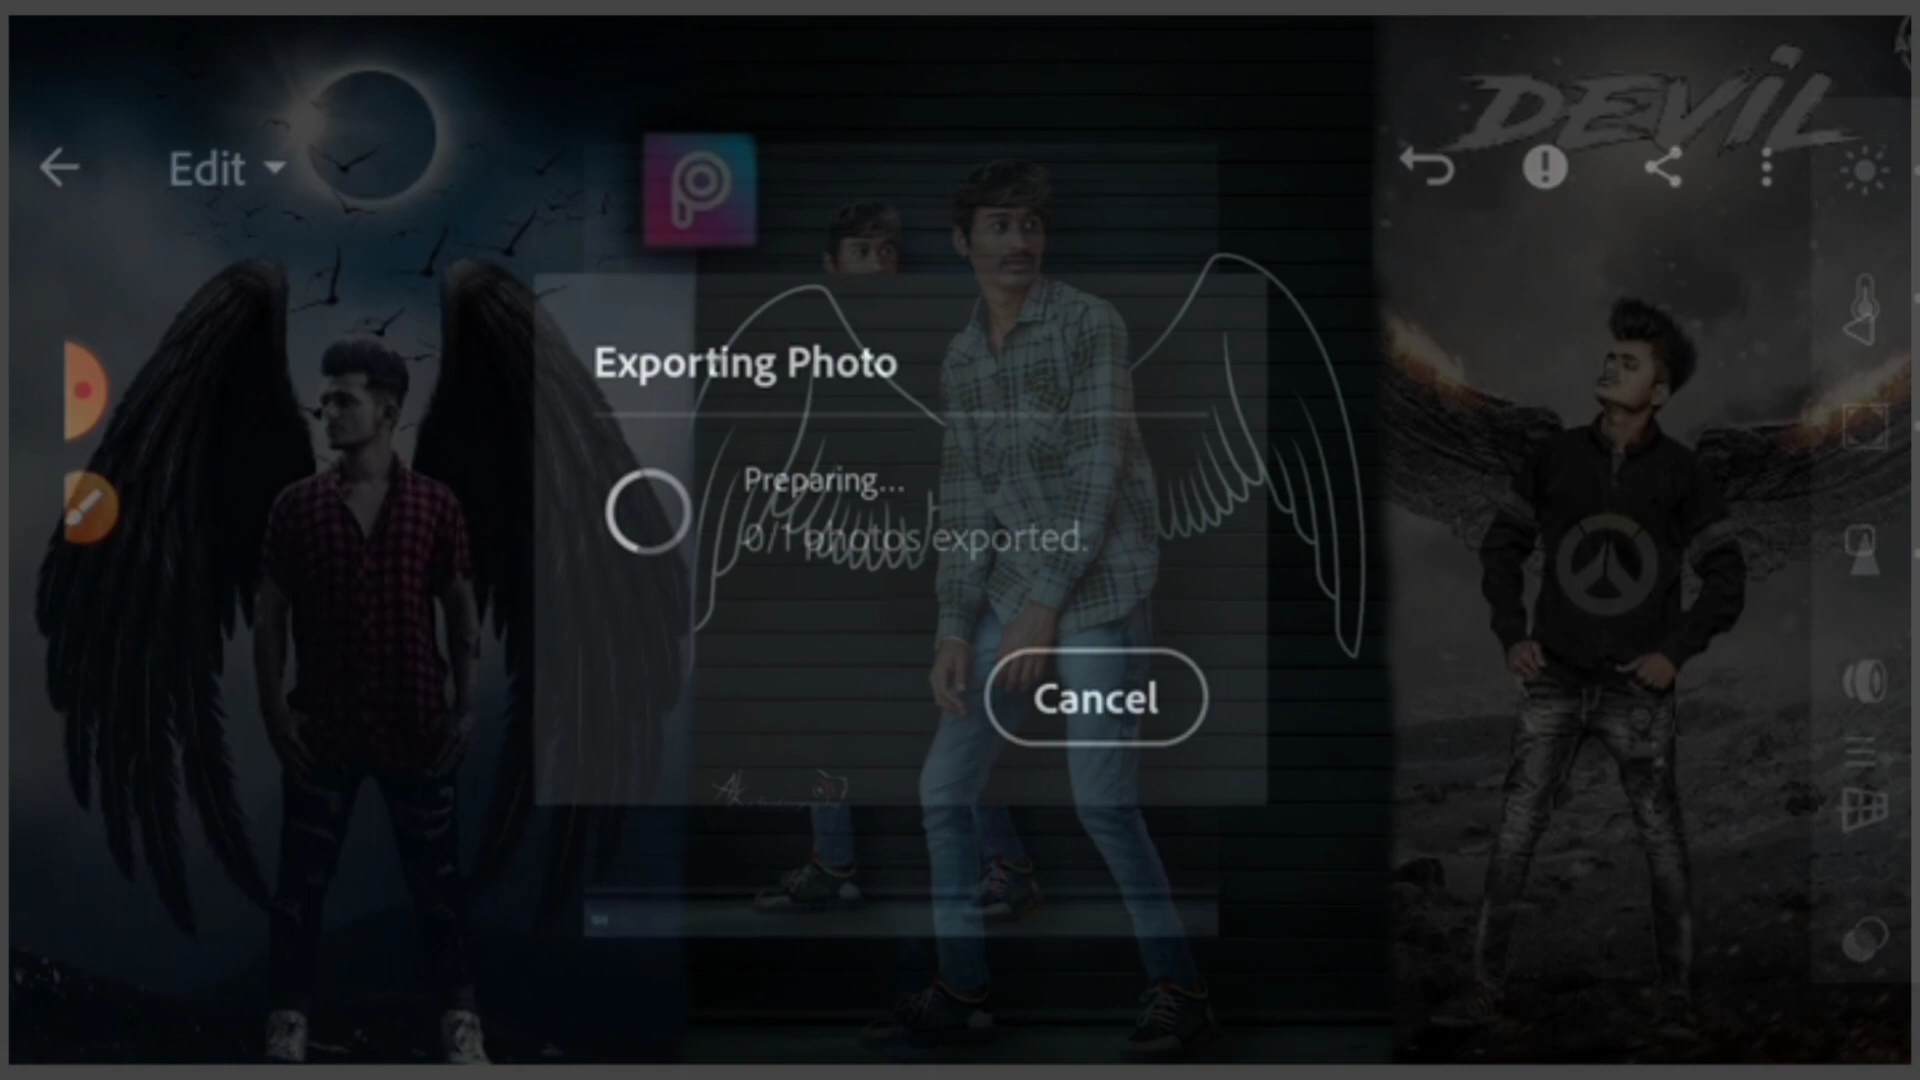 DEVIL
Edit
Exporting Photo
Preparing...
0/1 photos exported.
Cancel